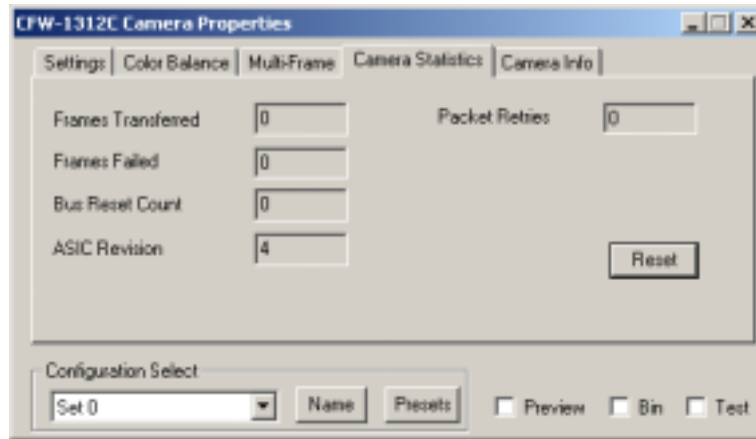 CFW-1312C Camera Properties
Settings Color Balance Multi-Frame Camera Statistics Camera Info
Frames Transferred 0 Packet Retries 0
Frames Failed 0
Bus Reset Count 0
ASIC Revision 4
Reset
Configuration Select
Set 0 Name Presets Preview Bin Test